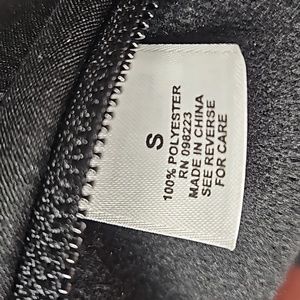 S
100% POLYESTER
RN 098223
MADE IN CHINA
SEE REVERSE
FOR CARE